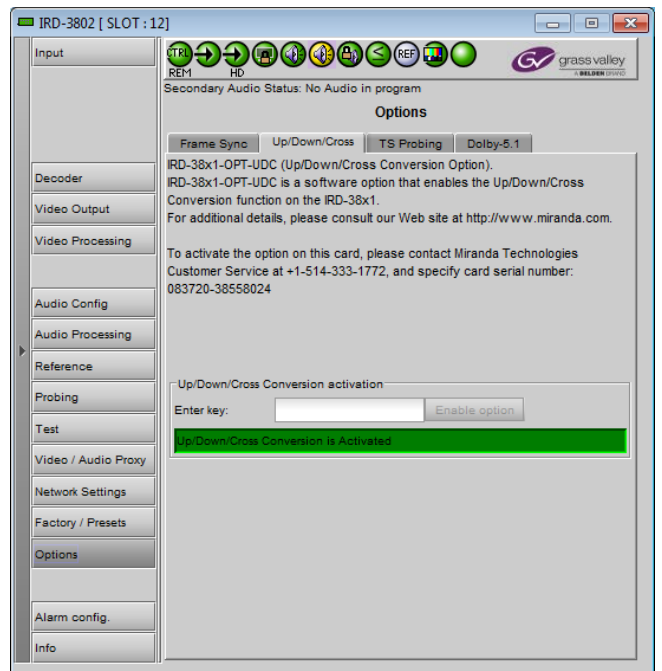 IRD-3802 [ SLOT : 12]
Input
Decoder
Video Output
Video Processing
Audio Config
Audio Processing
Reference
Probing
Test
Video / Audio Proxy
Network Settings
Factory / Presets
Options
Alarm config.
Info
CTRL
REF
REM
HD
GV grass valley
A BELDEN BRAND
Secondary Audio Status: No Audio in program
Options
Frame Sync
Up/Down/Cross
TS Probing
Dolby-5.1
IRD-38x1-OPT-UDC (Up/Down/Cross Conversion Option).
IRD-38x1-OPT-UDC is a software option that enables the Up/Down/Cross
Conversion function on the IRD-38x1.
For additional details, please consult our Web site at http://www.miranda.com.
To activate the option on this card, please contact Miranda Technologies
Customer Service at +1-514-333-1772, and specify card serial number:
083720-38558024
Up/Down/Cross Conversion activation
Enter key:
Enable option
Up/Down/Cross Conversion is Activated